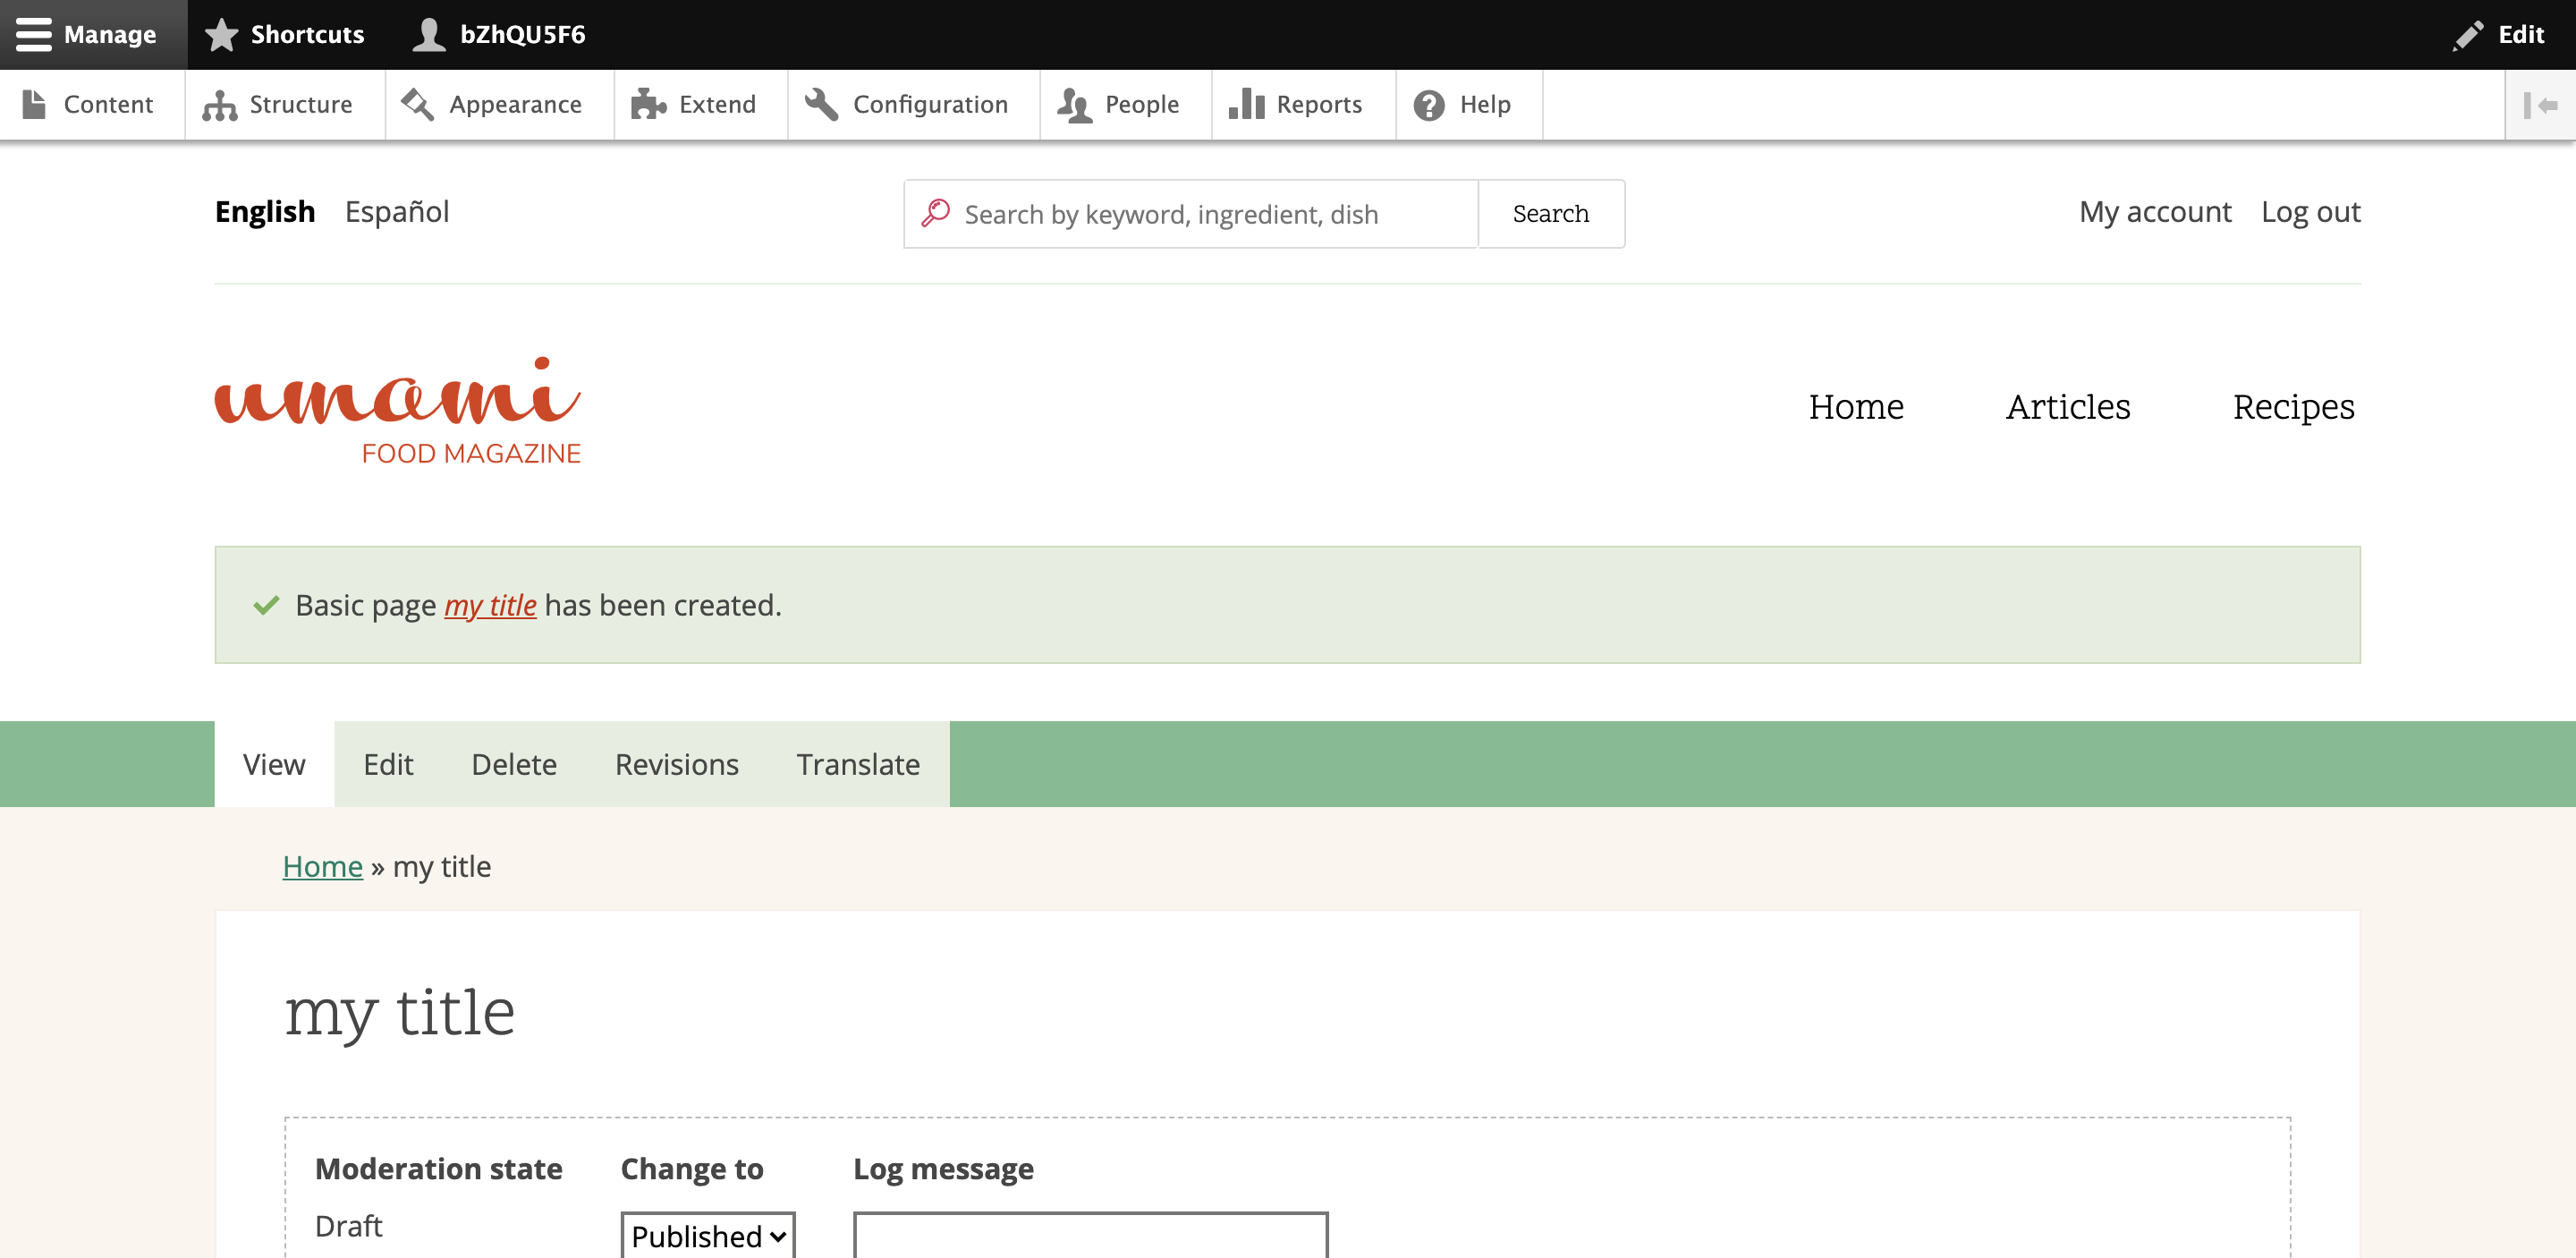 Manage Shortcuts bZhQU5F6 Edit
Content Structure Appearance Extend Configuration People Reports Help
English Español Search by keyword, ingredient, dish Search My account Log out
umami
FOOD MAGAZINE
Home Articles Recipes
Basic page my title has been created.
View Edit Delete Revisions Translate
Home » my title
my title
Moderation state Change to Log message
Draft Published